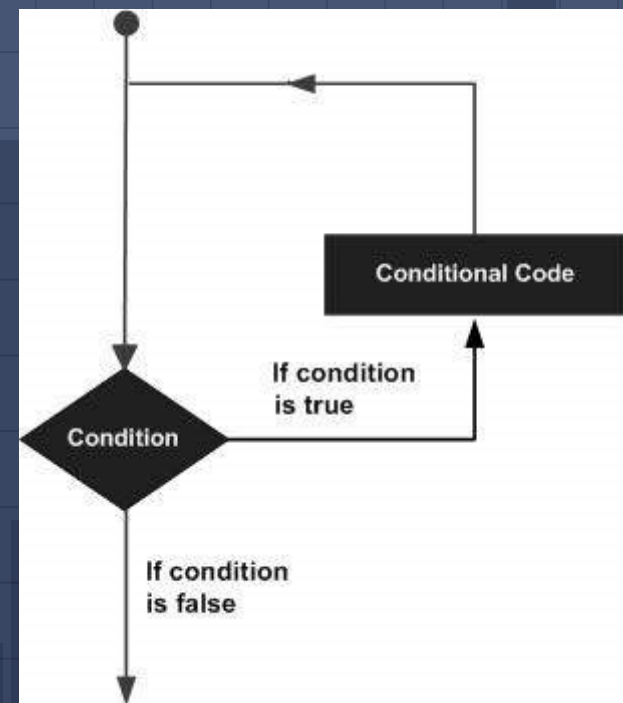 Conditional Code
If condition
is true
Condition
If condition
is false